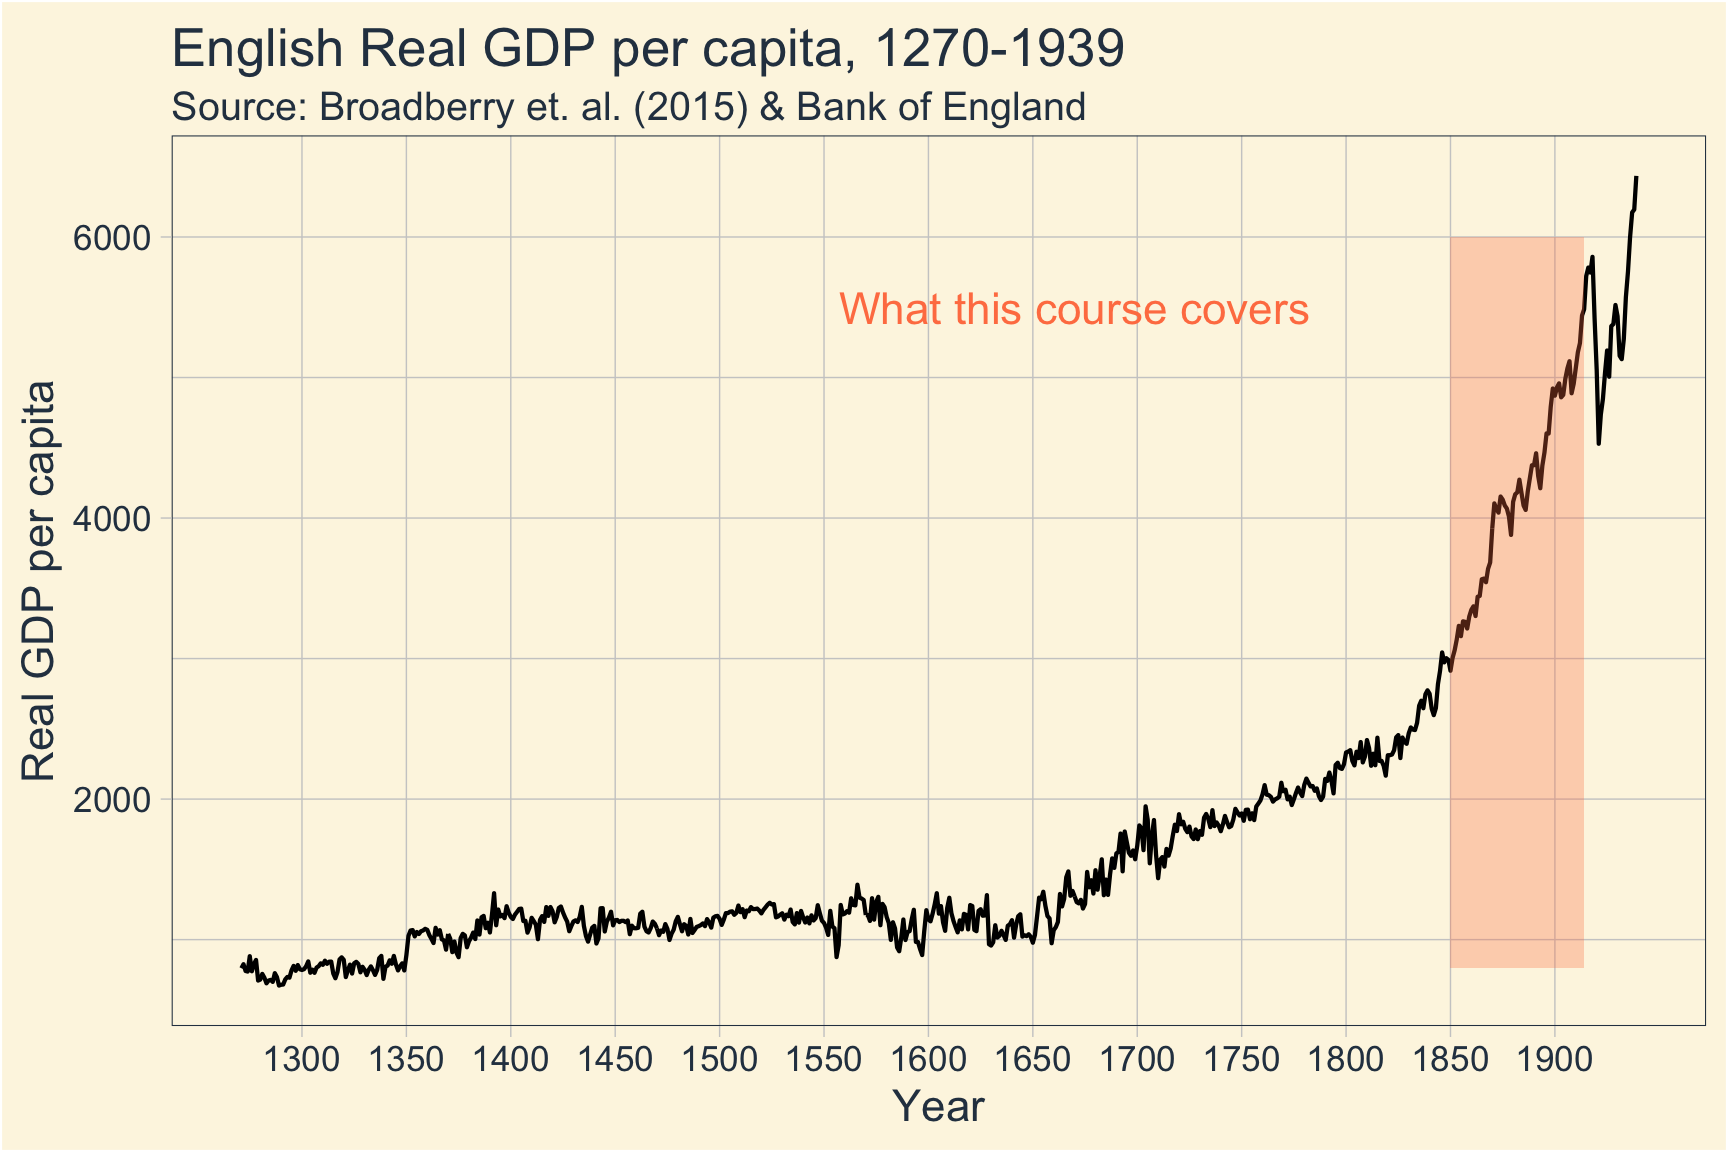 English Real GDP per capita, 1270-1939
Source: Broadberry et. al. (2015) & Bank of England
Real GDP per capita
6000
4000
2000
What this course covers
1300 1350 1400 1450 1500 1550 1600 1650 1700 1750 1800 1850 1900
Year